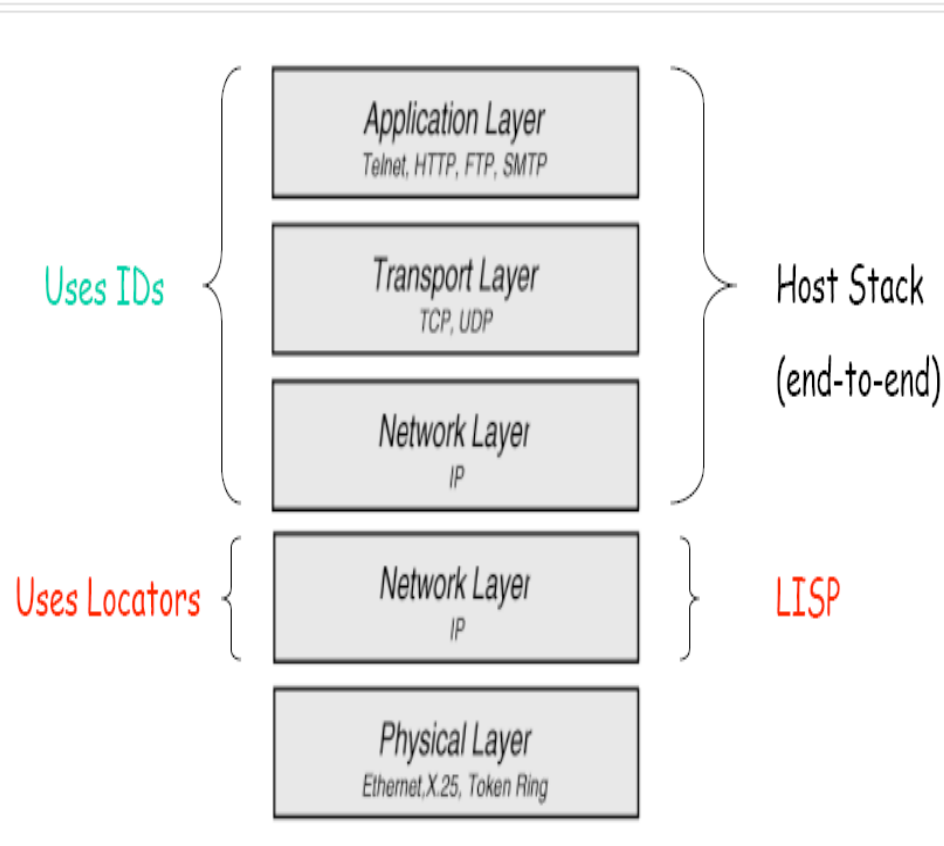 Application Layer
Telnet, HTTP, FTP, SMTP
Transport Layer
TCP, UDP
Uses IDs
Host Stack
(end-to-end)
Network Layer
IP
Uses Locators
Network Layer
IP
LISP
Physical Layer
Ethernet,X.25, Token Ring